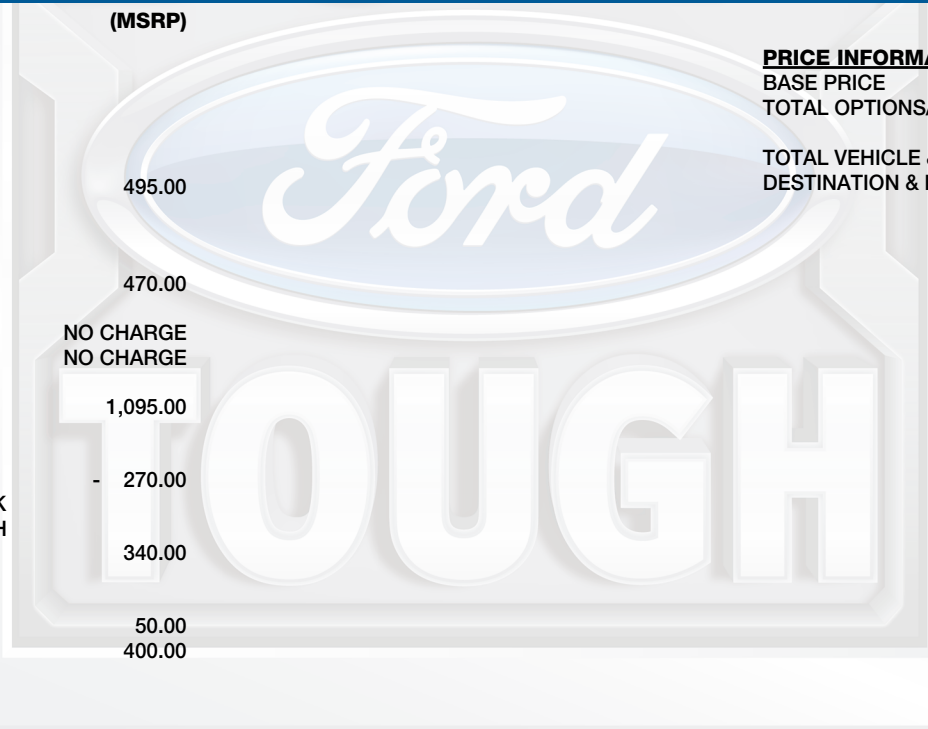 (MSRP)
495.00
470.00
NO CHARGE
NO CHARGE
1,095.00
- 270.00
K
H
340.00
50.00
400.00
PRICE INFORMA
BASE PRICE
TOTAL OPTIONS
TOTAL VEHICLE
DESTINATION &
Ford
TOUGH